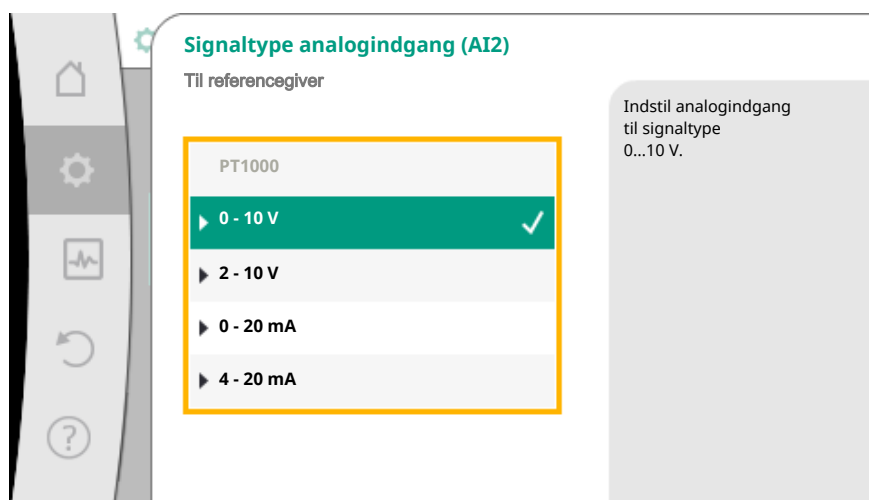 Signaltype analogindgang (AI2)
Til referencegiver
Indstil analogindgang
til signaltype
0...10 V.
PT1000
0 - 10 V
2 - 10 V
0 - 20 mA
4 - 20 mA
?